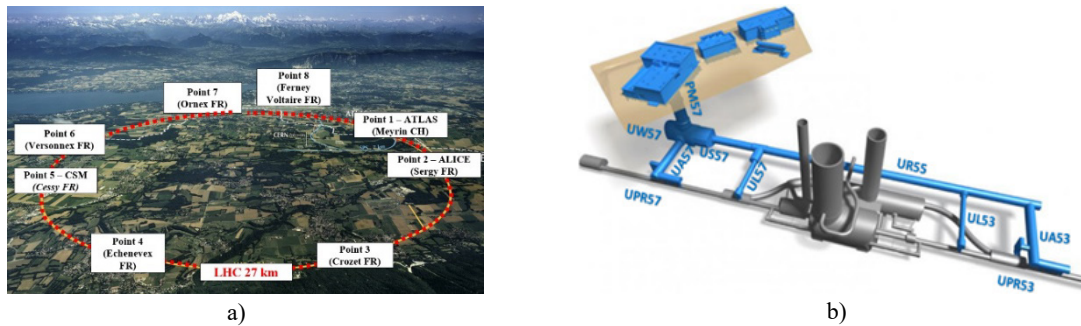 Point 8
(Ferney
Voltaire FR)
Point 7
(Ornex FR)
Point 1 – ATLAS
(Meyrin CH)
Point 6
(Versonnex FR)
Point 2 – ALICE
(Sergy FR)
Point 5 – CSM
(Cessy FR)
Point 4
(Echenevex
FR)
Point 3
(Crozet FR)
LHC 27 km
a)
PM57
UW57
US57
UA57
UL57
UR55
UPR57
UL53
UA53
UPR53
b)